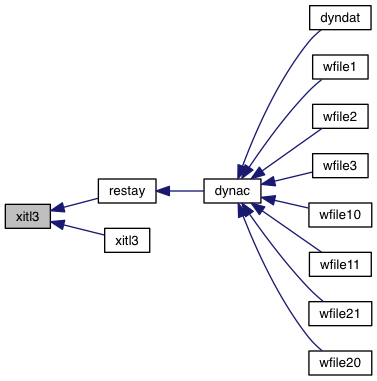 xitl3
restay
xitl3
dynac
dyndat
wfile1
wfile2
wfile3
wfile10
wfile11
wfile21
wfile20